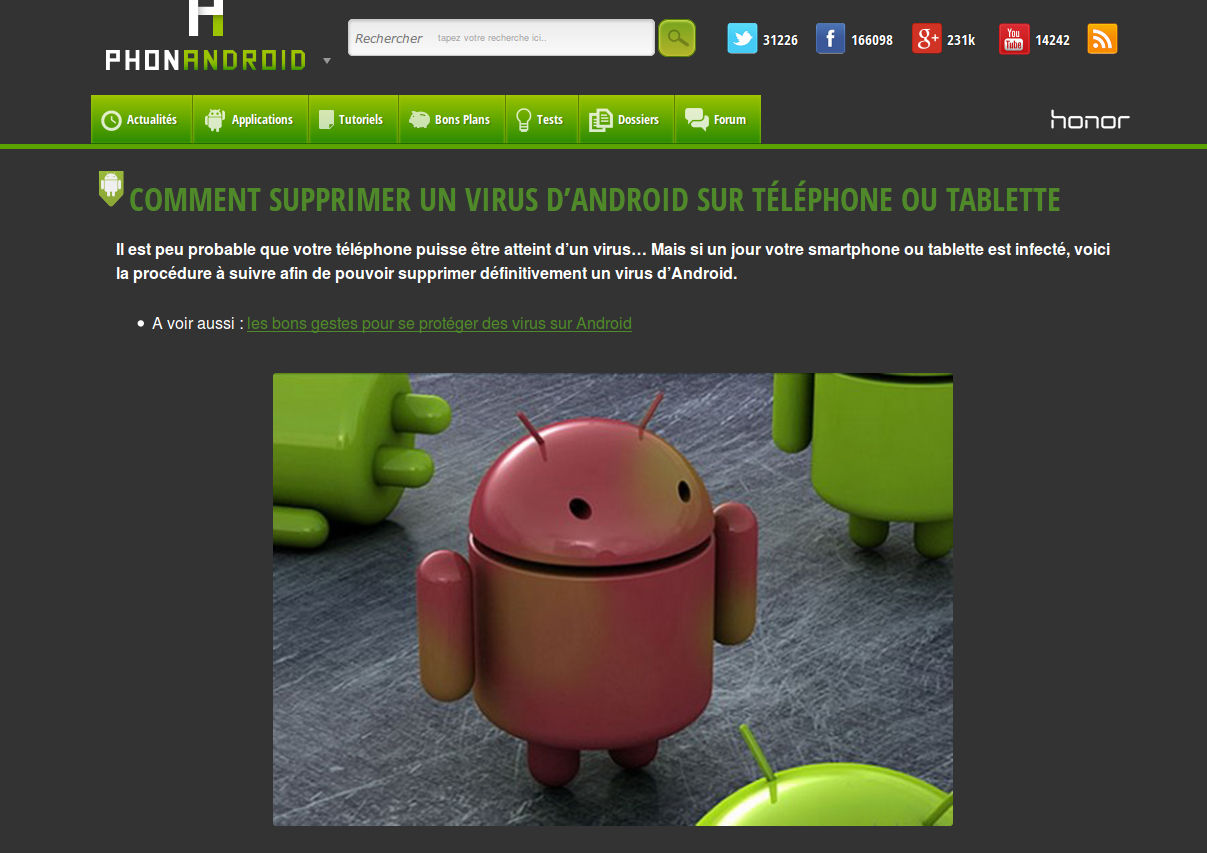 PHONANDROID
Rechercher tapez votre recherche ici..
31226
166098
231k
14242
Actualités
Applications
Tutoriels
Bons Plans
Tests
Dossiers
Forum
honor
COMMENT SUPPRIMER UN VIRUS D’ANDROID SUR TÉLÉPHONE OU TABLETTE
Il est peu probable que votre téléphone puisse être atteint d’un virus… Mais si un jour votre smartphone ou tablette est infecté, voici
la procédure à suivre afin de pouvoir supprimer définitivement un virus d’Android.
A voir aussi : les bons gestes pour se protéger des virus sur Android